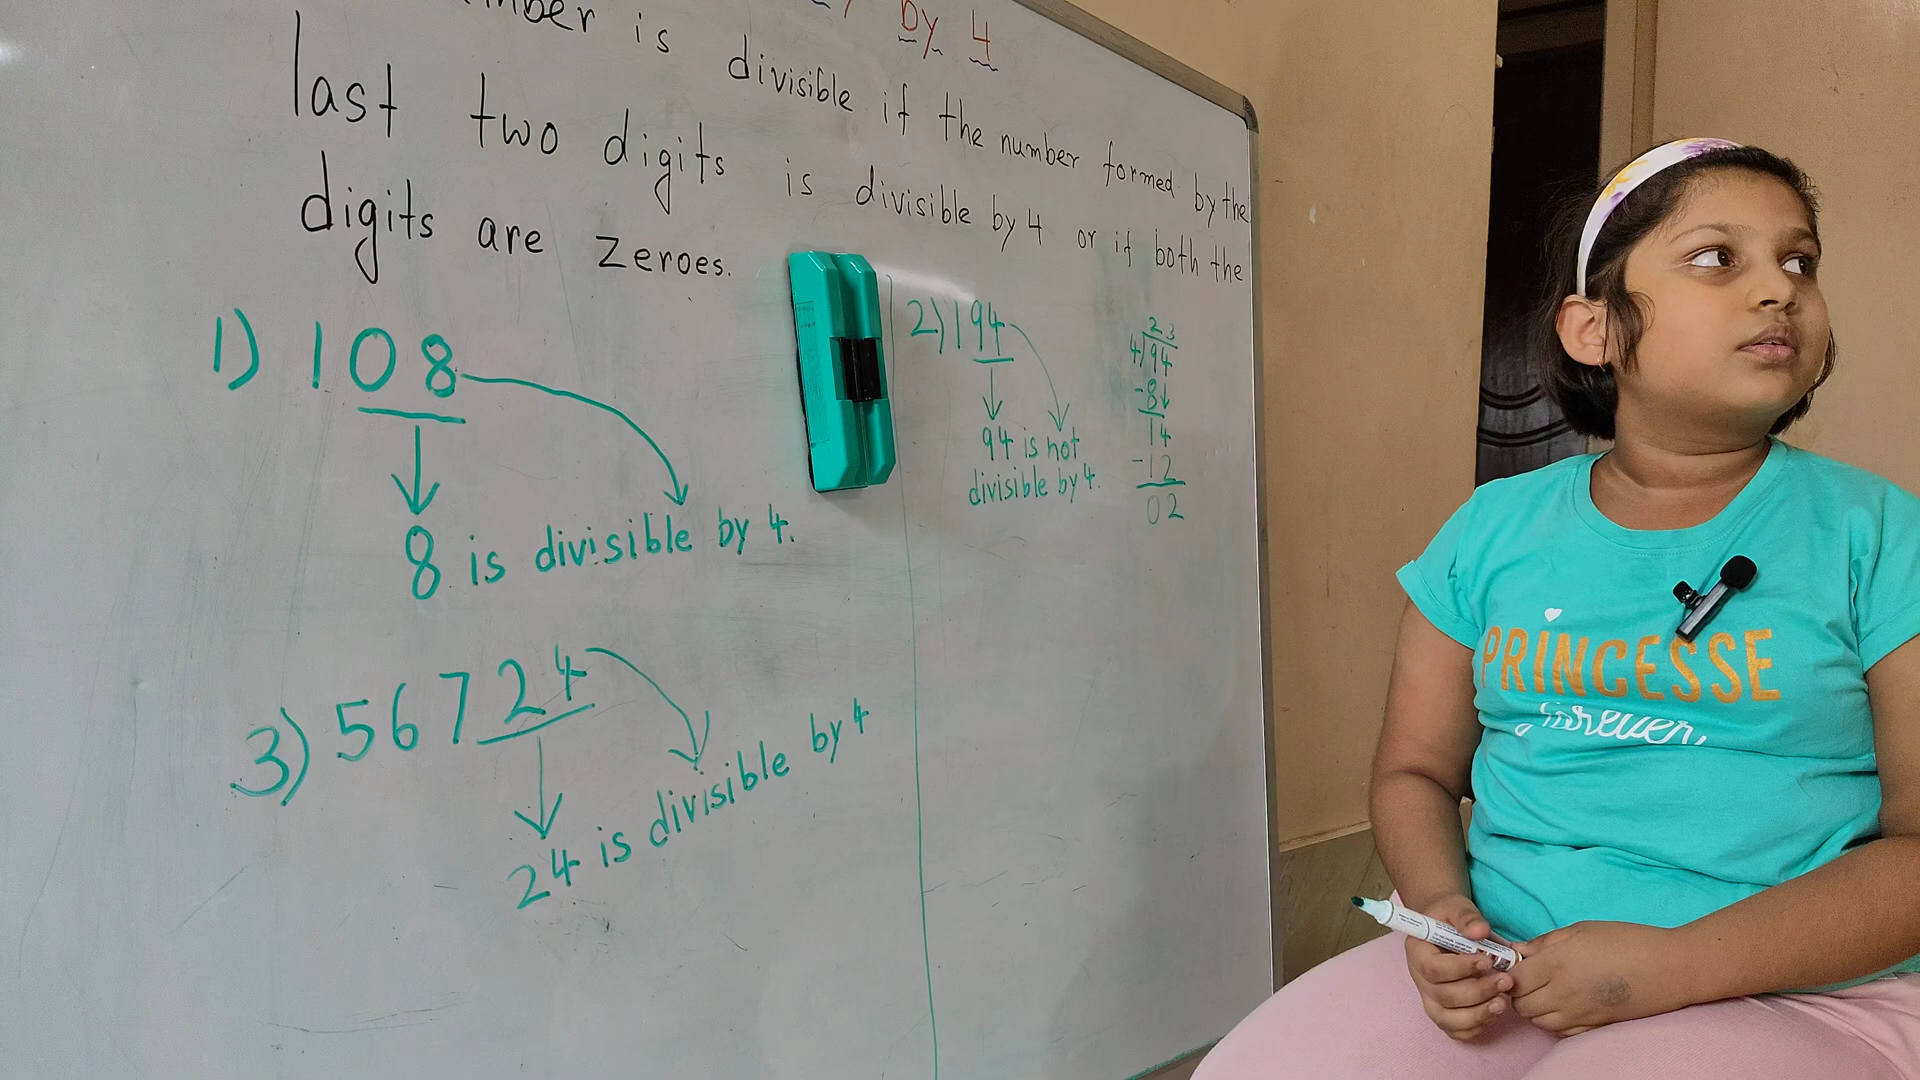 by 4
is divisible if the number formed by the
last two digits is divisible by 4 or if both the
digits are zeroes.
1) 108
8 is divisible by 4.
2) 194
94 is not
divisible by 4.
23
4)94
-8↓
14
-12
02
3) 56724
24 is divisible by 4
PRINCESSE
forever,